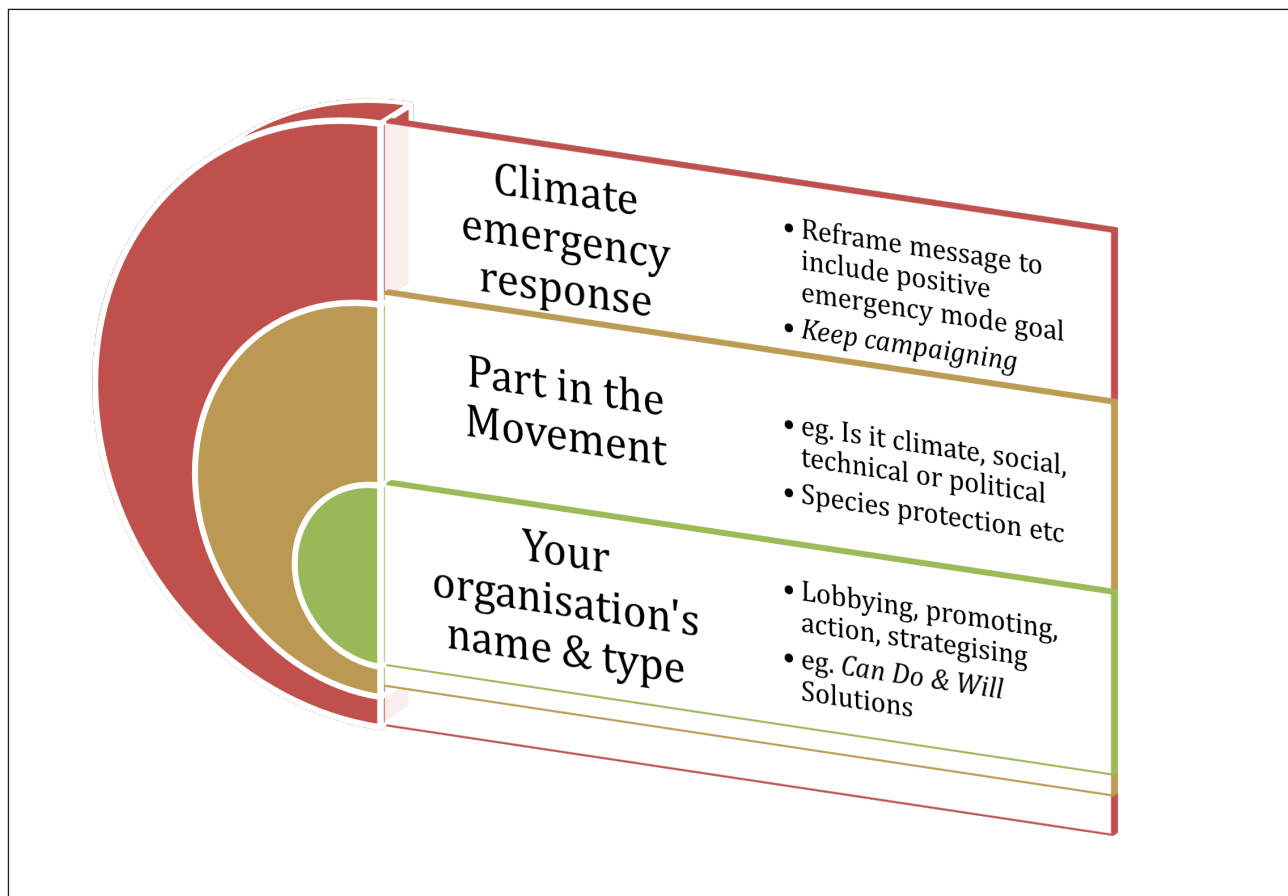 Climate
emergency
response
• Reframe message to
include positive
emergency mode goal
• Keep campaigning
Part in the
Movement
• eg. Is it climate, social,
technical or political
• Species protection etc
Your
organisation's
name & type
• Lobbying, promoting,
action, strategising
• eg. Can Do & Will
Solutions